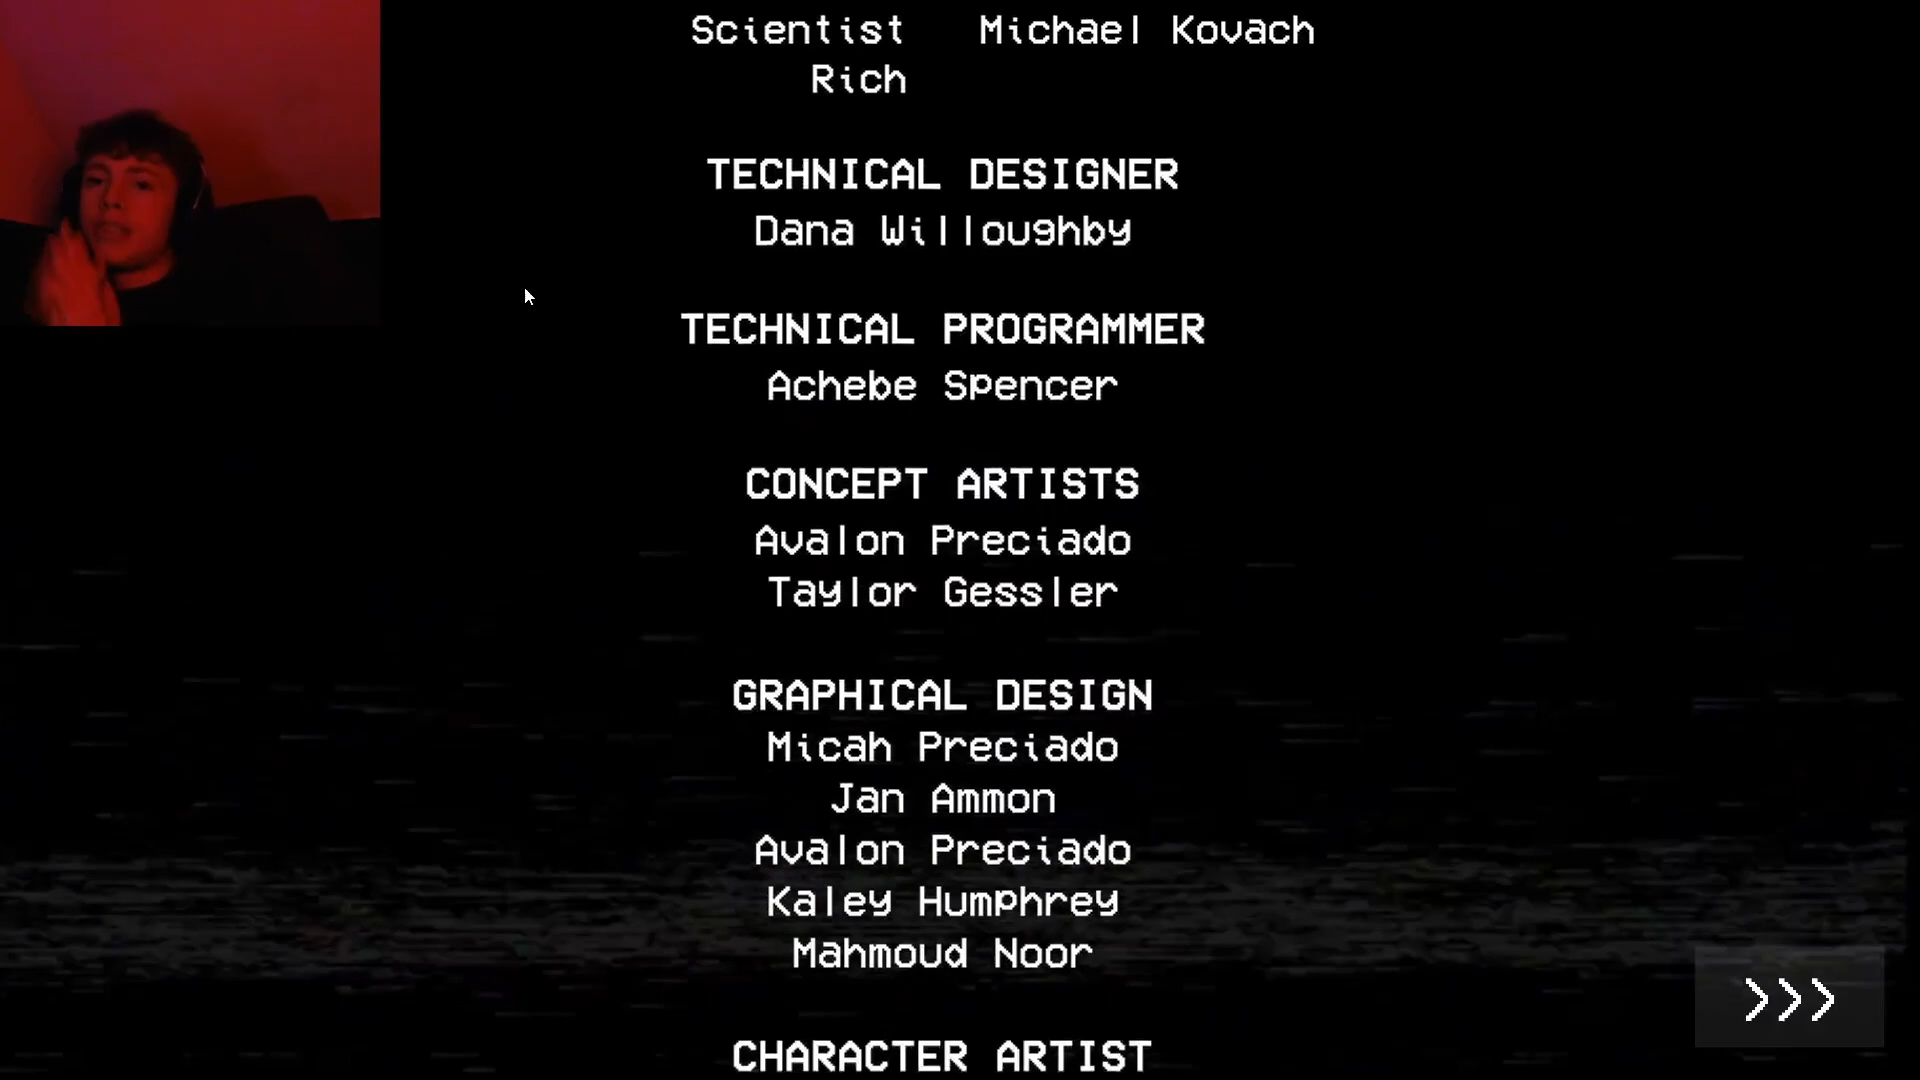 Scientist Michael Kovach
Rich
TECHNICAL DESIGNER
Dana Willoughby
TECHNICAL PROGRAMMER
Achebe Spencer
CONCEPT ARTISTS
Avalon Preciado
Taylor Gessler
GRAPHICAL DESIGN
Micah Preciado
Jan Ammon
Avalon Preciado
Kaley Humphrey
Mahmoud Noor
CHARACTER ARTIST
>>>